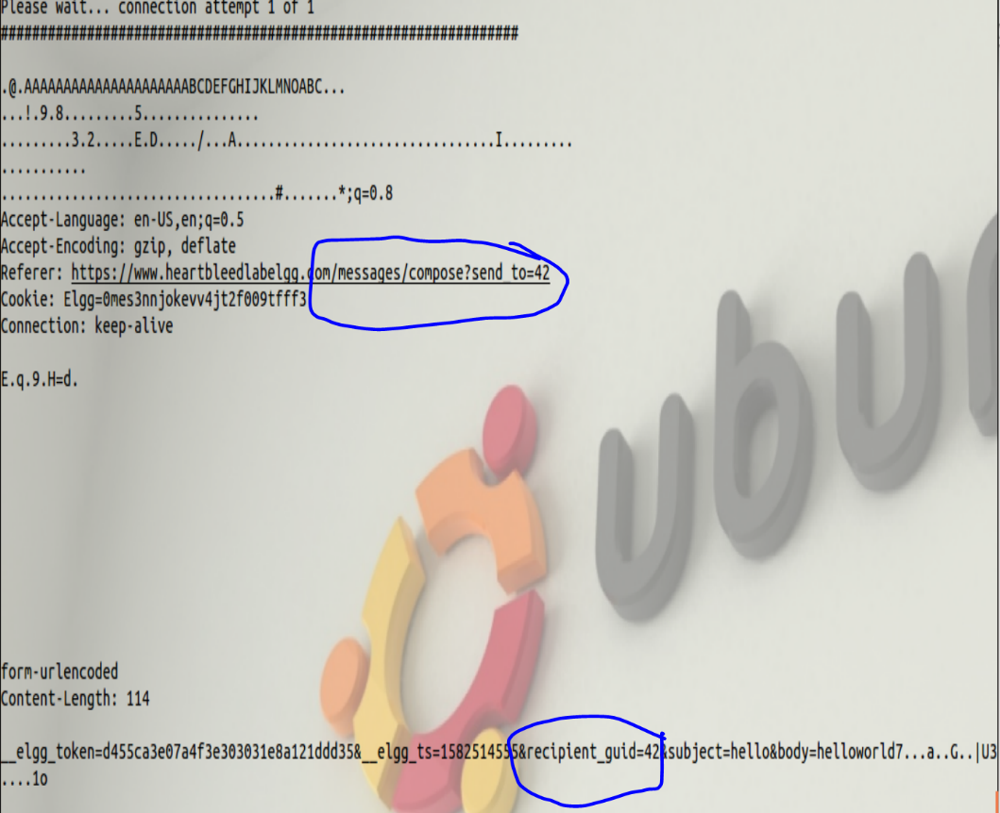 Please wait... connection attempt 1 of 1
##################################################################
.@.AAAAAAAAAAAAAAAAAAAAAABCDEFGHIJKLMNOABC...
...!.9.8.........5...............
.........3.2.....E.D...../...A.................................I.........
...........
...................................#.......*;q=0.8
Accept-Language: en-US,en;q=0.5
Accept-Encoding: gzip, deflate
Referer: https://www.heartbleedlabelgg.com/messages/compose?send_to=42
Cookie: Elgg=0mes3nnjokevv4jt2f009tfff3
Connection: keep-alive
E.q.9.H=d.
ubu
form-urlencoded
Content-Length: 114
__elgg_token=d455ca3e07a4f3e303031e8a121ddd35&__elgg_ts=1582514555&recipient_guid=42&subject=hello&body=helloworld7...a..G..|U3
....1o